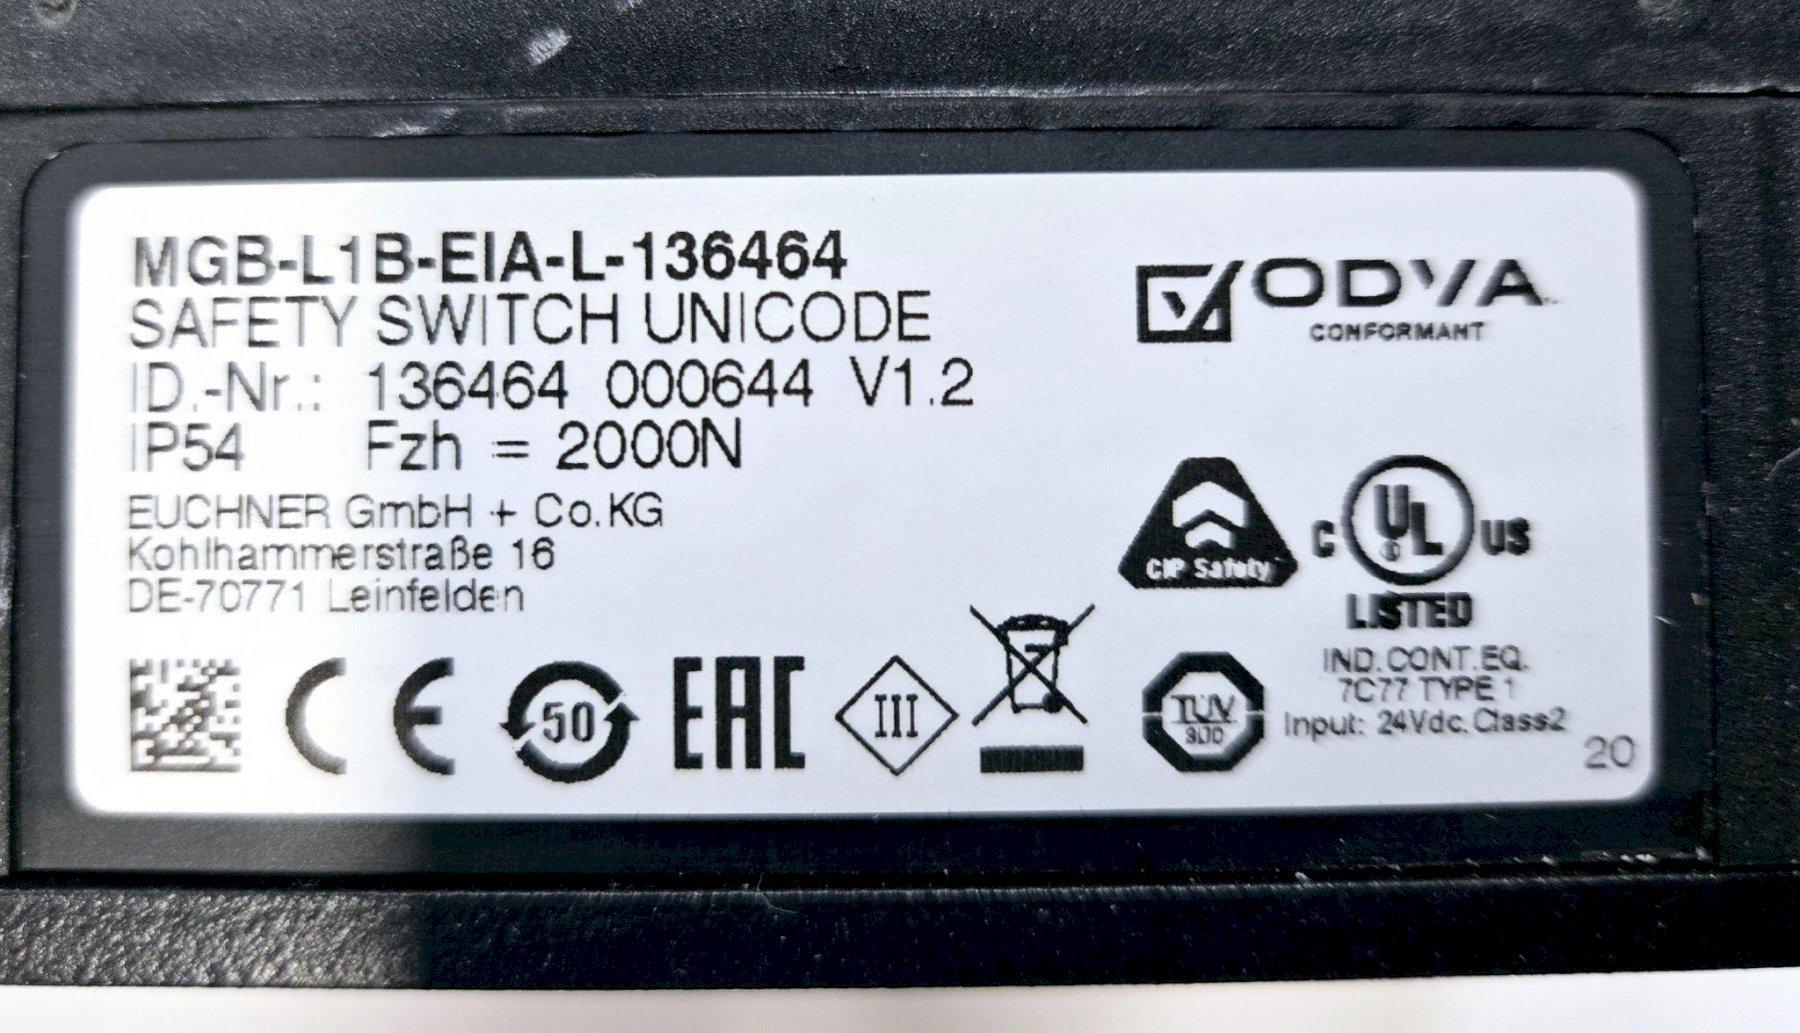 MGB-L1B-EIA-L-136464
SAFETY SWITCH UNICODE
ID.-Nr.: 136464 000644 V1.2
IP54 Fzh = 2000N
EUCHNER GmbH + Co.KG
Kohlhammerstraße 16
DE-70771 Leinfelden
ODVA
CONFORMANT
CIP Safety
C UL US
LISTED
IND.CONT.EQ.
7C77 TYPE 1
Input: 24Vdc, Class2
20
CE
50
EAC
III
TÜV
SÜD